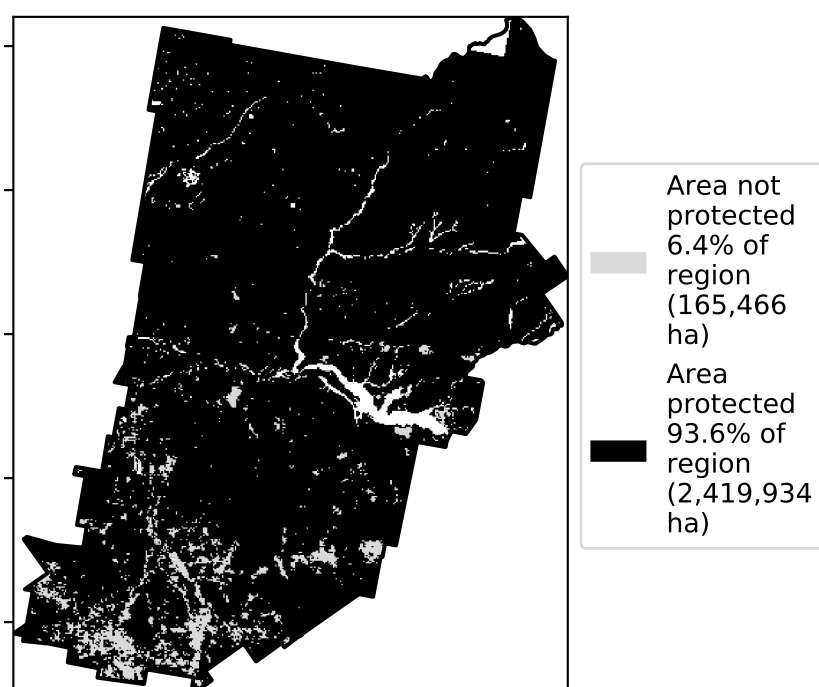 Area not
protected
6.4% of
region
(165,466
ha)
Area
protected
93.6% of
region
(2,419,934
ha)